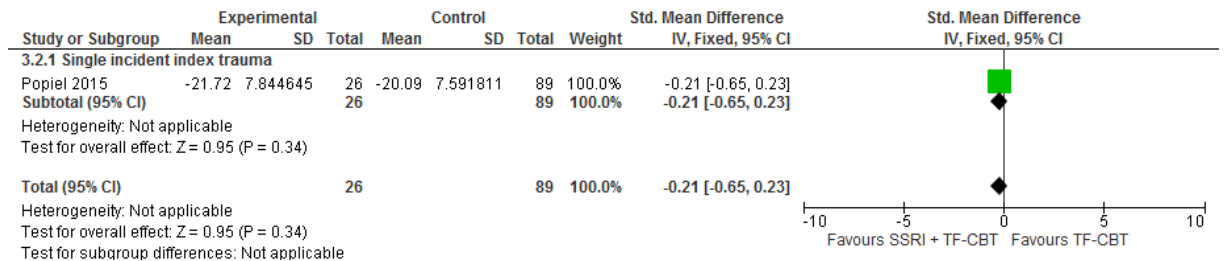 Experimental Control Std. Mean Difference Std. Mean Difference
Study or Subgroup Mean SD Total Mean SD Total Weight IV, Fixed, 95% CI IV, Fixed, 95% CI
3.2.1 Single incident index trauma
Popiel 2015 -21.72 7.844645 26 -20.09 7.591811 89 100.0% -0.21 [-0.65, 0.23]
Subtotal (95% CI) 26 89 100.0% -0.21 [-0.65, 0.23]
Heterogeneity: Not applicable
Test for overall effect: Z = 0.95 (P = 0.34)
Total (95% CI) 26 89 100.0% -0.21 [-0.65, 0.23]
Heterogeneity: Not applicable
Test for overall effect: Z = 0.95 (P = 0.34)
Test for subgroup differences: Not applicable
-10 -5 0 5 10
Favours SSRI + TF-CBT Favours TF-CBT